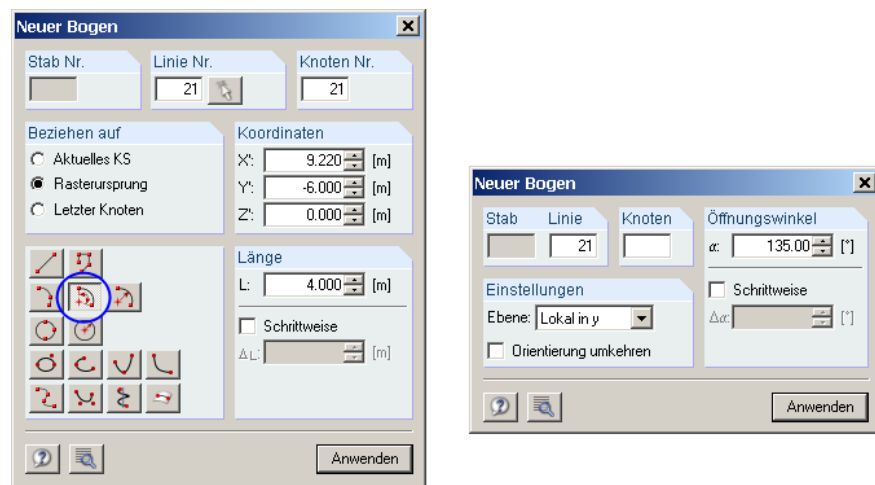 Neuer Bogen
Stab Nr.
Linie Nr.
Knoten Nr.
21
21
Beziehen auf
Aktuelles KS
Rasterursprung
Letzter Knoten
Koordinaten
X': 9.220 [m]
Y': -6.000 [m]
Z': 0.000 [m]
Länge
L: 4.000 [m]
Schrittweise
ΔL: [m]
Anwenden
Neuer Bogen
Stab Linie Knoten
21
Öffnungswinkel
α: 135.00 [°]
Einstellungen
Ebene: Lokal in y
Orientierung umkehren
Schrittweise
Δα: [°]
Anwenden